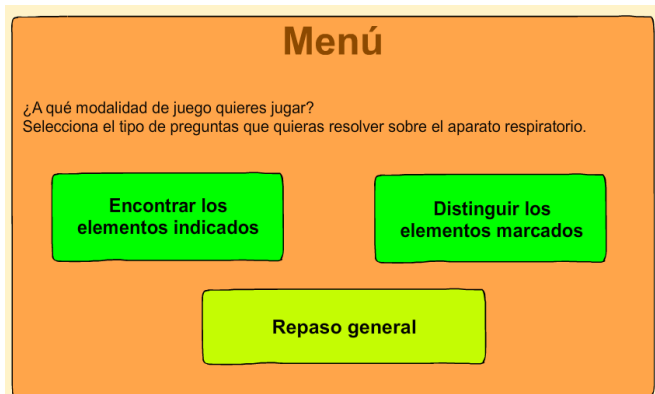 Menú
¿A qué modalidad de juego quieres jugar?
Selecciona el tipo de preguntas que quieras resolver sobre el aparato respiratorio.
Encontrar los
elementos indicados
Distinguir los
elementos marcados
Repaso general